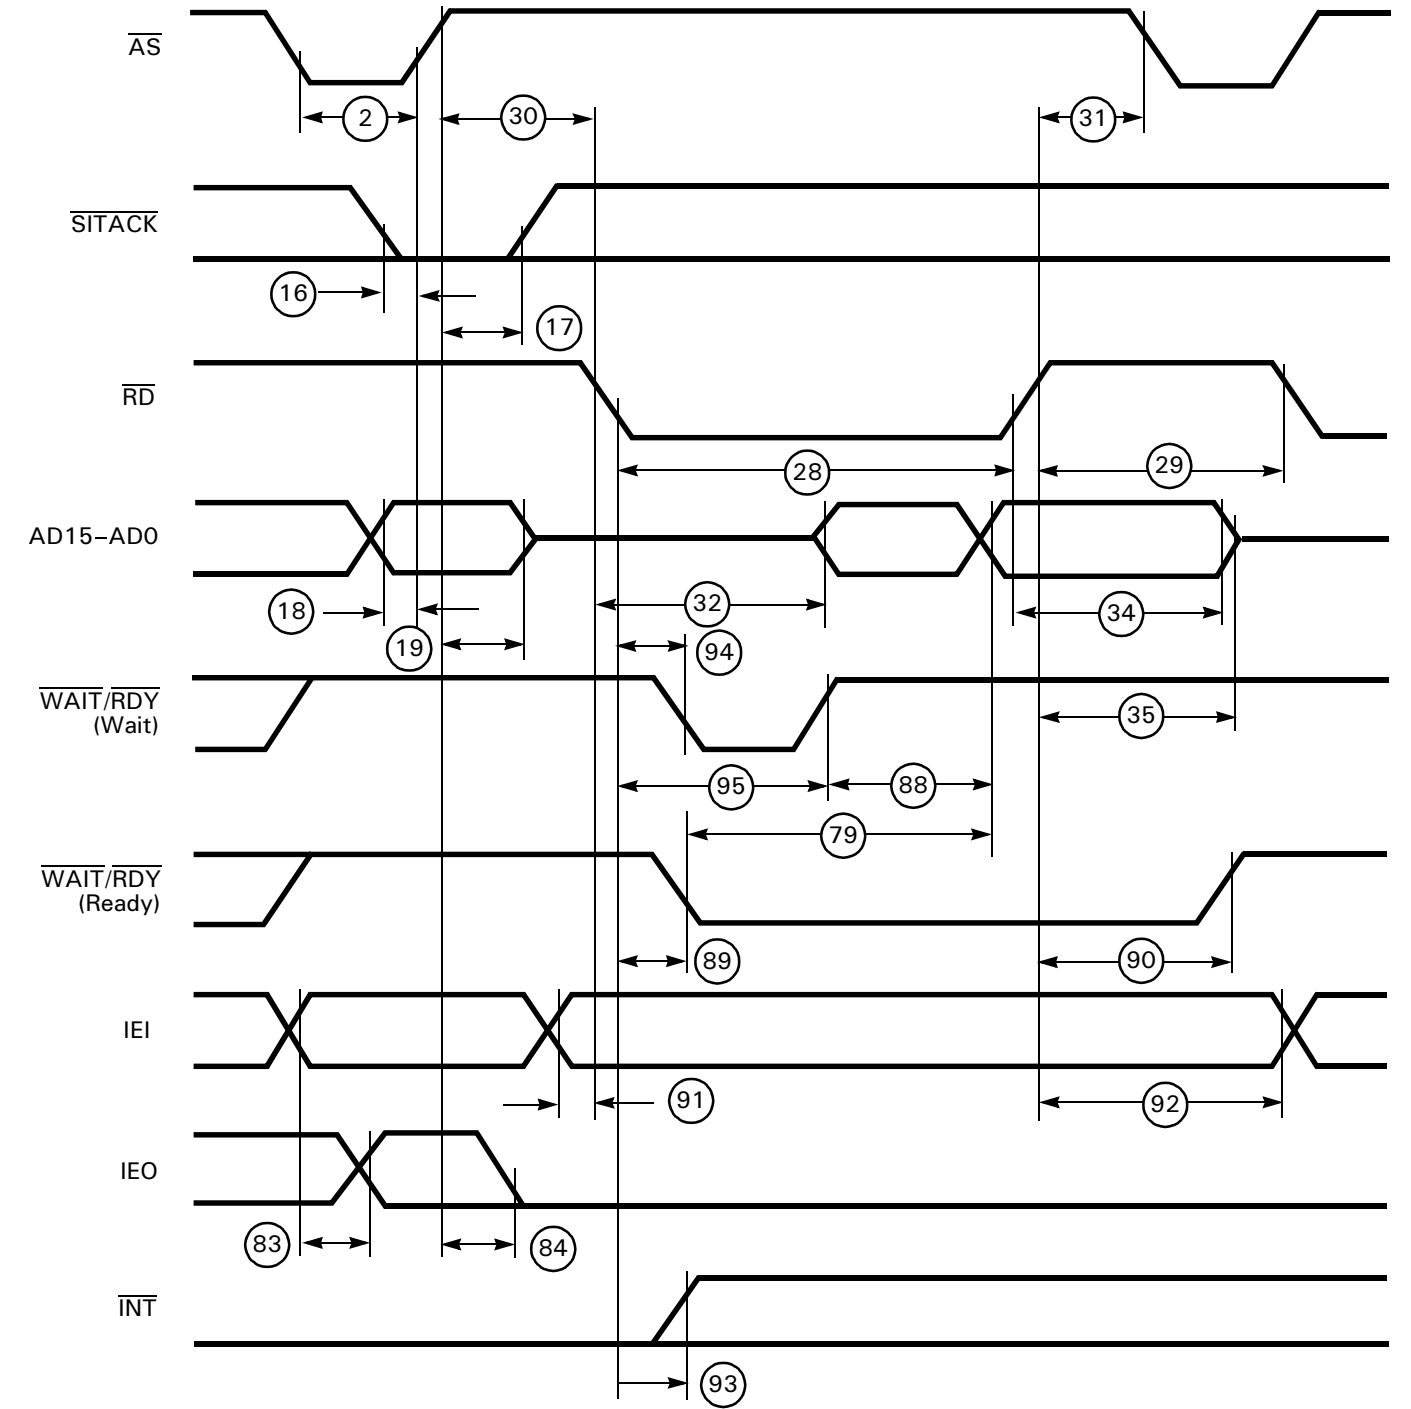 AS
2
30
31
SITACK
16
17
RD
28
29
AD15–AD0
18
19
32
94
34
WAIT/RDY
(Wait)
35
95
88
79
WAIT/RDY
(Ready)
89
90
IEI
91
92
IEO
83
84
INT
93